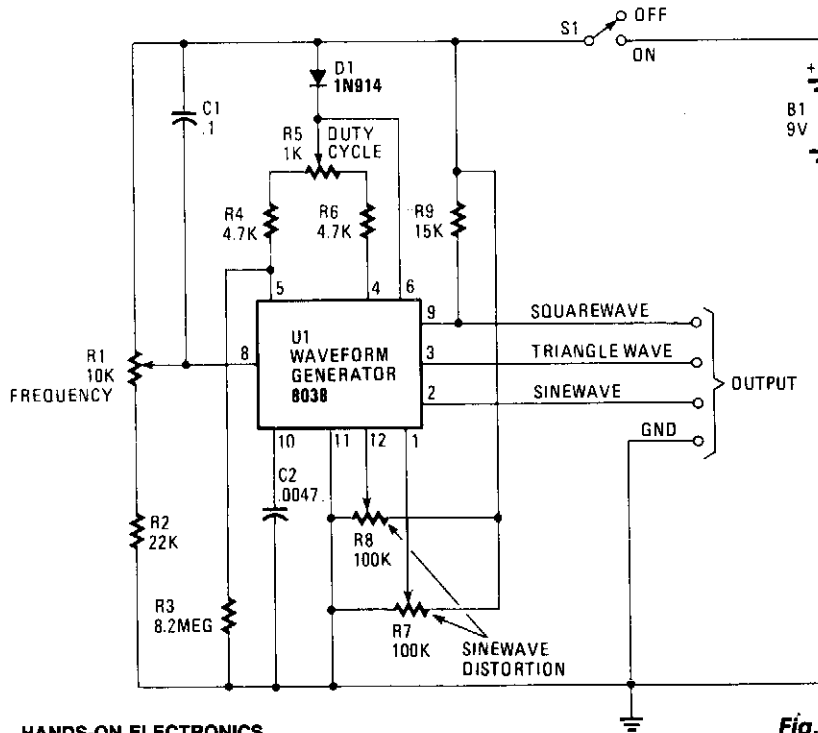 OFF
S1
ON
D1
1N914
+
C1
.1
B1
9V
R5
1K
DUTY
CYCLE
R4
4.7K
R6
4.7K
R9
15K
5
4
6
9
SQUAREWAVE
U1
WAVEFORM
GENERATOR
8038
R1
10K
FREQUENCY
8
3
TRIANGLE WAVE
2
SINEWAVE
OUTPUT
GND
10
11
12
1
C2
.0047
R2
22K
R8
100K
R3
8.2MEG
R7
100K
SINEWAVE
DISTORTION
HANDS-ON ELECTRONICS
Fig.